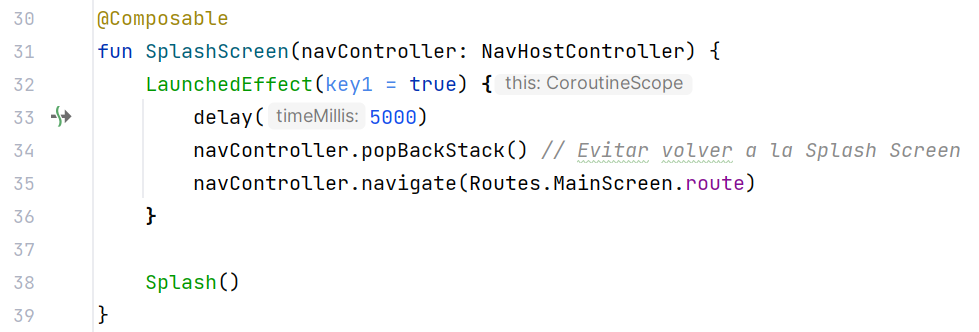 30 @Composable
31 fun SplashScreen(navController: NavHostController) {
32 LaunchedEffect(key1 = true) { this: CoroutineScope
33 delay( timeMillis: 5000)
34 navController.popBackStack() // Evitar volver a la Splash Screen
35 navController.navigate(Routes.MainScreen.route)
36 }
37
38 Splash()
39 }